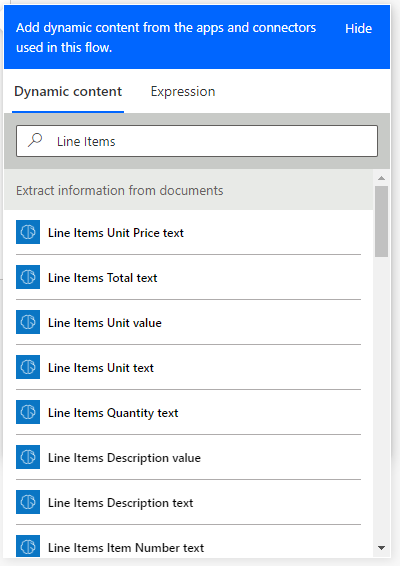 Add dynamic content from the apps and connectors
used in this flow.
Hide
Dynamic content
Expression
Line Items
Extract information from documents
Line Items Unit Price text
Line Items Total text
Line Items Unit value
Line Items Unit text
Line Items Quantity text
Line Items Description value
Line Items Description text
Line Items Item Number text